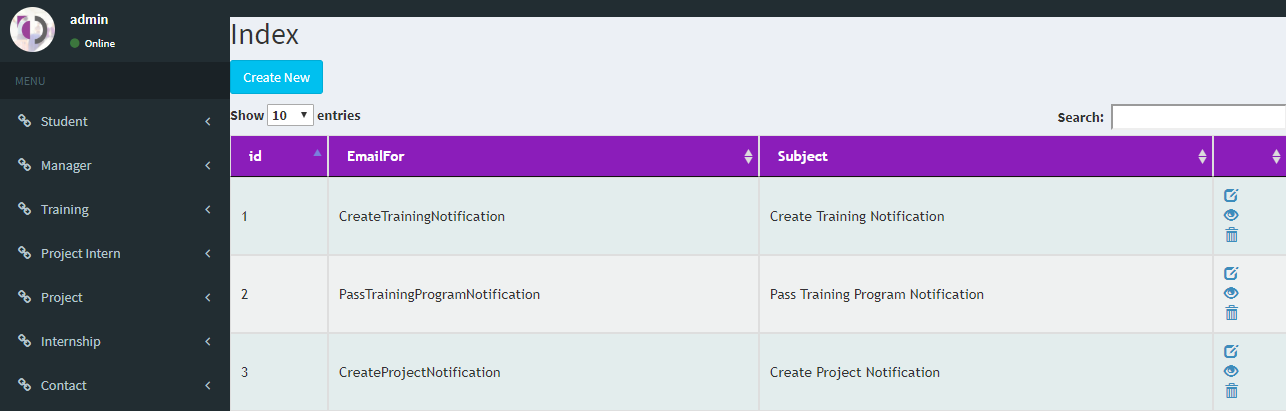 admin
Online
MENU
Student
Manager
Training
Project Intern
Project
Internship
Contact
Index
Create New
Show 10 entries
Search:
id EmailFor Subject
1 CreateTrainingNotification Create Training Notification
2 PassTrainingProgramNotification Pass Training Program Notification
3 CreateProjectNotification Create Project Notification